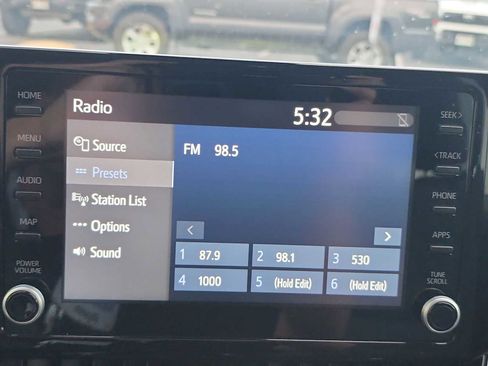 HOME
MENU
AUDIO
MAP
POWER
VOLUME
Radio
5:32
Source
Presets
Station List
Options
Sound
FM 98.5
<
>
1 87.9
2 98.1
3 530
4 1000
5 (Hold Edit)
6 (Hold Edit)
SEEK>
<TRACK
PHONE
APPS
TUNE
SCROLL